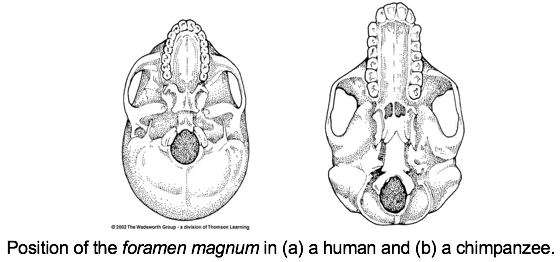 © 2002 The Wadsworth Group - a division of Thomson Learning
Position of the foramen magnum in (a) a human and (b) a chimpanzee.